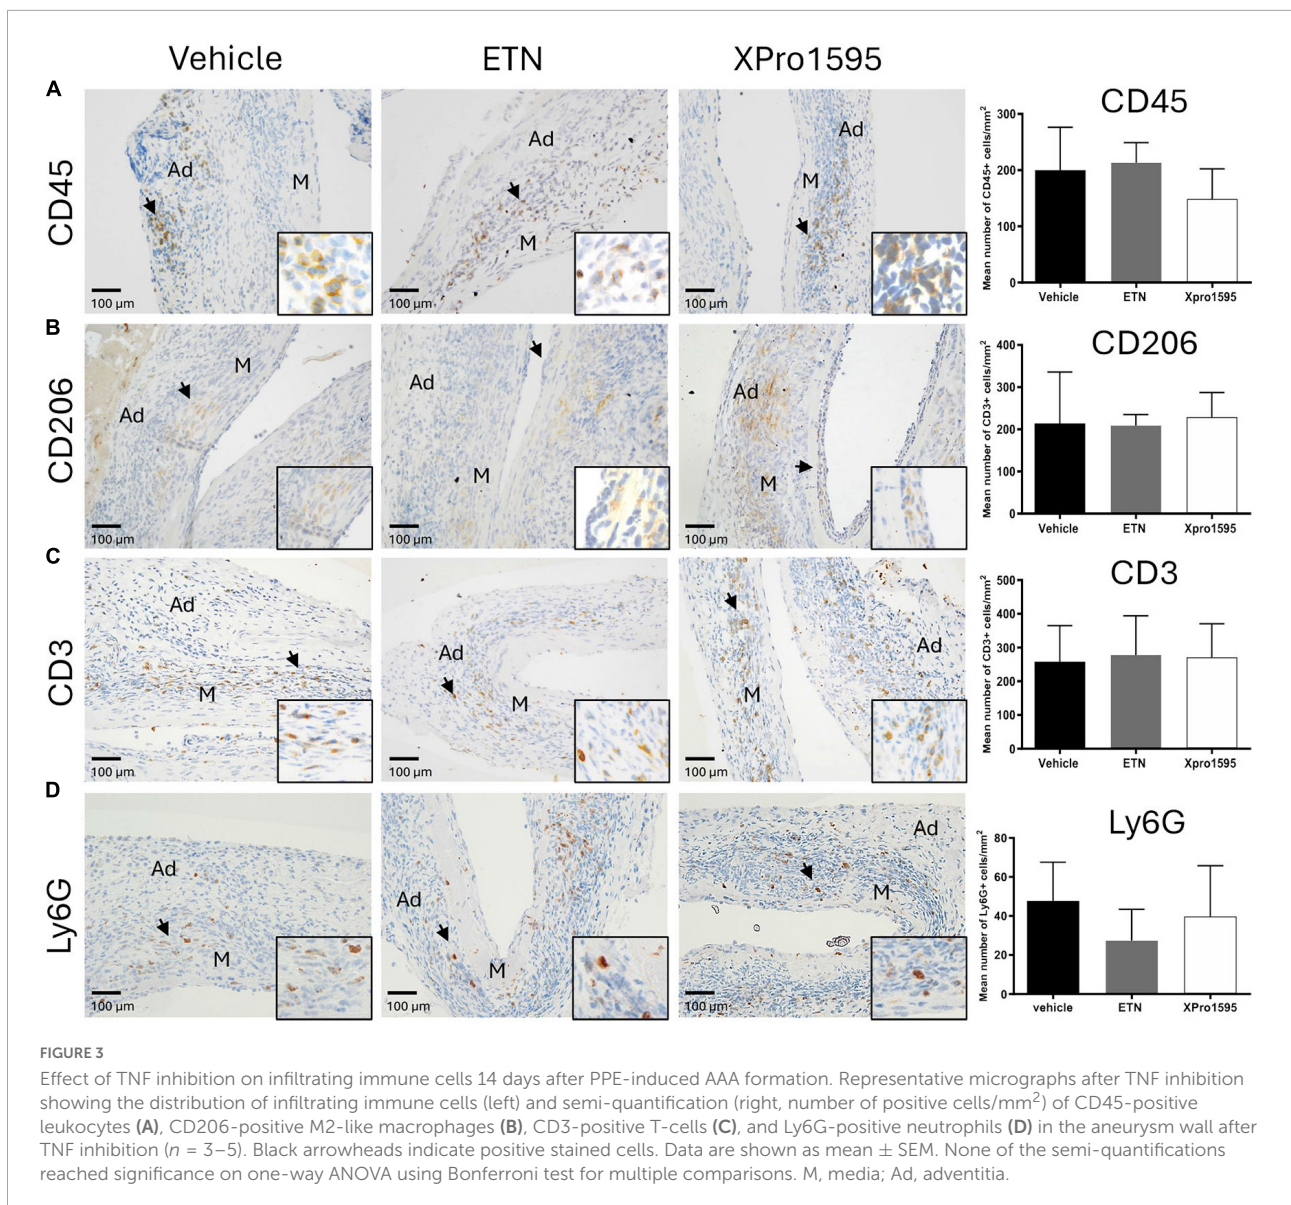 Vehicle
ETN
XPro1595
A
CD45
Ad
M
100 µm
Ad
M
100 µm
Ad
M
100 µm
CD45
Mean number of CD45+ cells/mm²
300
200
100
0
Vehicle
ETN
Xpro1595
B
CD206
M
Ad
100 µm
Ad
M
100 µm
Ad
M
100 µm
CD206
Mean number of CD3+ cells/mm²
400
300
200
100
0
Vehicle
ETN
Xpro1595
C
CD3
Ad
M
100 µm
Ad
M
100 µm
Ad
M
100 µm
CD3
Mean number of CD3+ cells/mm²
500
400
300
200
100
0
Vehicle
ETN
Xpro1595
D
Ly6G
Ad
M
100 µm
Ad
M
100 µm
Ad
M
100 µm
Ly6G
Mean number of Ly6G+ cells/mm²
80
60
40
20
0
vehicle
ETN
XPro1595
FIGURE 3
Effect of TNF inhibition on infiltrating immune cells 14 days after PPE-induced AAA formation. Representative micrographs after TNF inhibition
showing the distribution of infiltrating immune cells (left) and semi-quantification (right, number of positive cells/mm²) of CD45-positive
leukocytes (A), CD206-positive M2-like macrophages (B), CD3-positive T-cells (C), and Ly6G-positive neutrophils (D) in the aneurysm wall after
TNF inhibition (n = 3–5). Black arrowheads indicate positive stained cells. Data are shown as mean ± SEM. None of the semi-quantifications
reached significance on one-way ANOVA using Bonferroni test for multiple comparisons. M, media; Ad, adventitia.